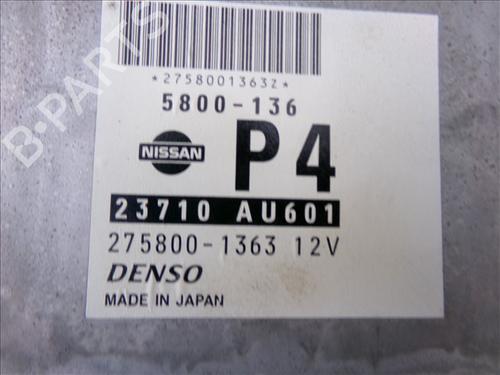 *2758001363Z*
5800-136
NISSAN
P4
23710 AU601
275800-1363 12V
DENSO
MADE IN JAPAN
B-PARTS